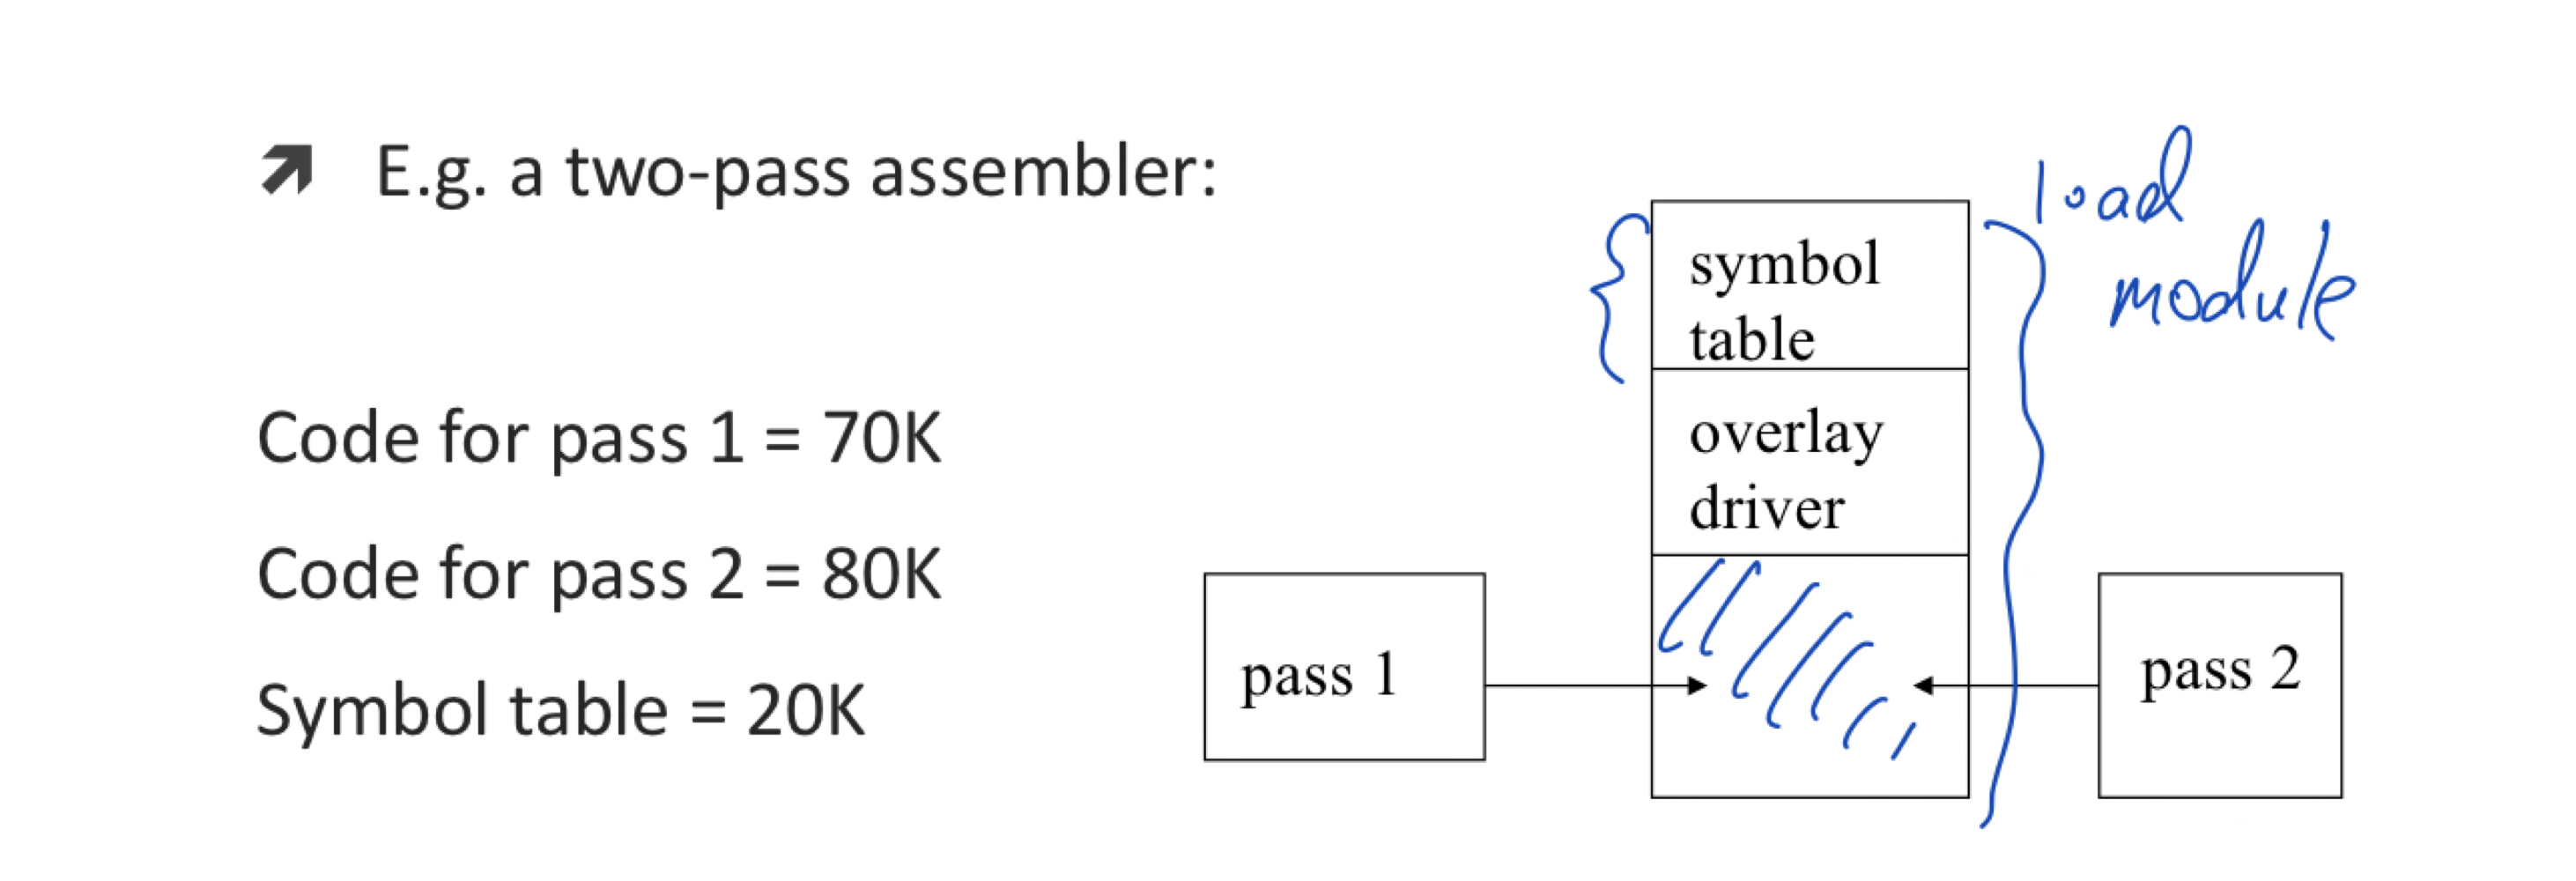 E.g. a two-pass assembler:
Code for pass 1 = 70K
Code for pass 2 = 80K
Symbol table = 20K
symbol
table
overlay
driver
pass 1
pass 2
load
module